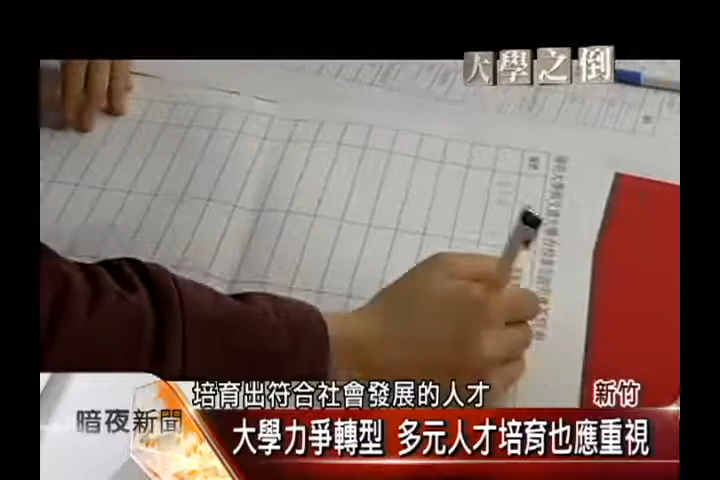 大學之倒
培育出符合社會發展的人才
新竹
暗夜新聞
大學力爭轉型 多元人才培育也應重視